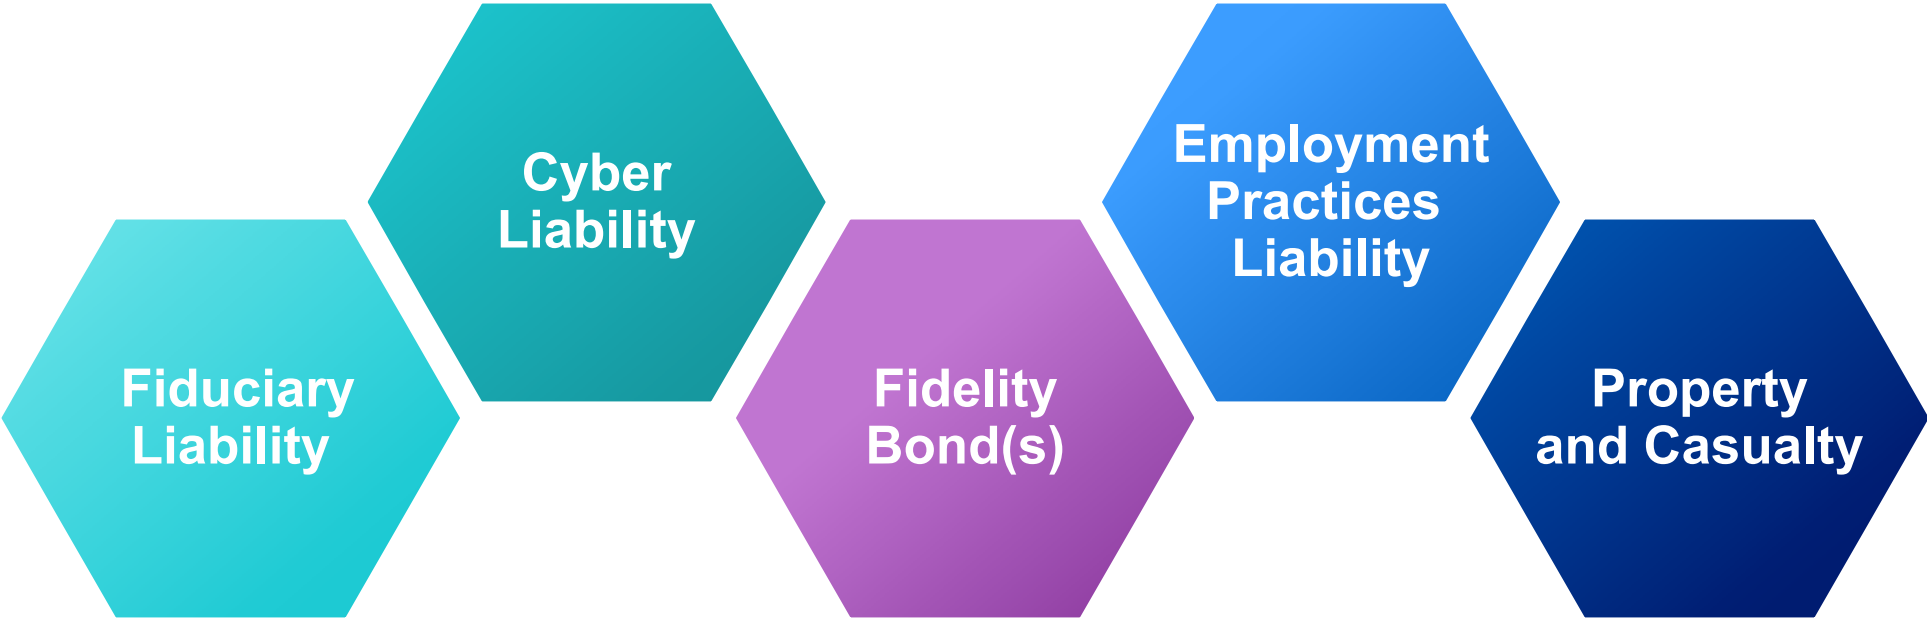 Fiduciary
Liability
Cyber
Liability
Fidelity
Bond(s)
Employment
Practices
Liability
Property
and Casualty